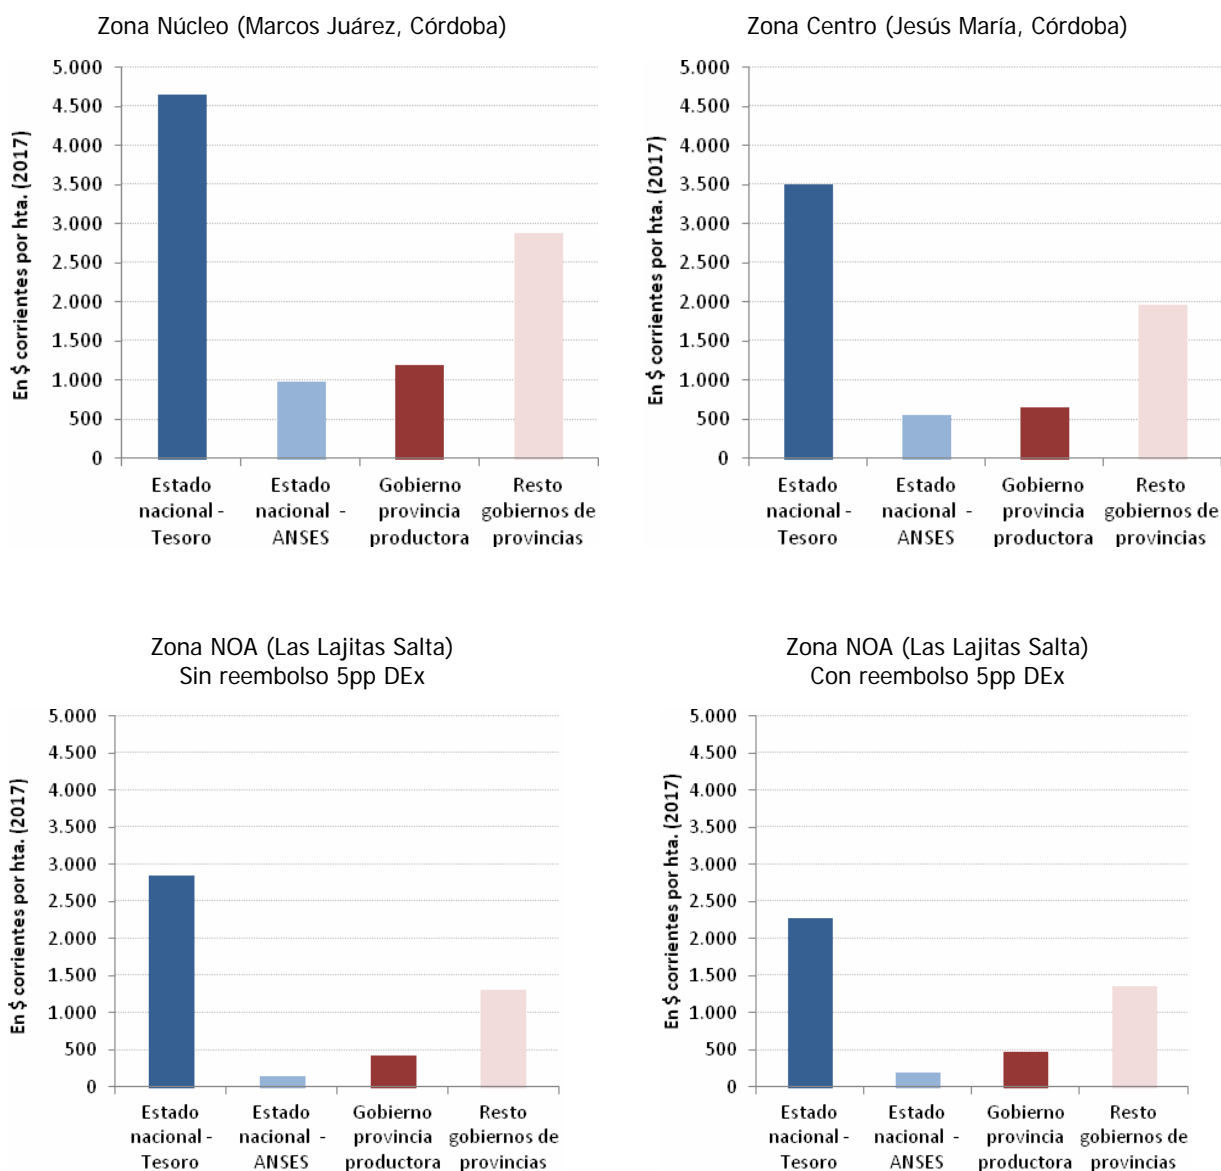 Zona Núcleo (Marcos Juárez, Córdoba)
En $ corrientes por hta. (2017)
5.000
4.500
4.000
3.500
3.000
2.500
2.000
1.500
1.000
500
0
Estado nacional - Tesoro
Estado nacional - ANSES
Gobierno provincia productora
Resto gobiernos de provincias
Zona Centro (Jesús María, Córdoba)
En $ corrientes por hta. (2017)
5.000
4.500
4.000
3.500
3.000
2.500
2.000
1.500
1.000
500
0
Estado nacional - Tesoro
Estado nacional - ANSES
Gobierno provincia productora
Resto gobiernos de provincias
Zona NOA (Las Lajitas Salta)
Sin reembolso 5pp DEx
En $ corrientes por hta. (2017)
5.000
4.500
4.000
3.500
3.000
2.500
2.000
1.500
1.000
500
0
Estado nacional - Tesoro
Estado nacional - ANSES
Gobierno provincia productora
Resto gobiernos de provincias
Zona NOA (Las Lajitas Salta)
Con reembolso 5pp DEx
En $ corrientes por hta. (2017)
5.000
4.500
4.000
3.500
3.000
2.500
2.000
1.500
1.000
500
0
Estado nacional - Tesoro
Estado nacional - ANSES
Gobierno provincia productora
Resto gobiernos de provincias